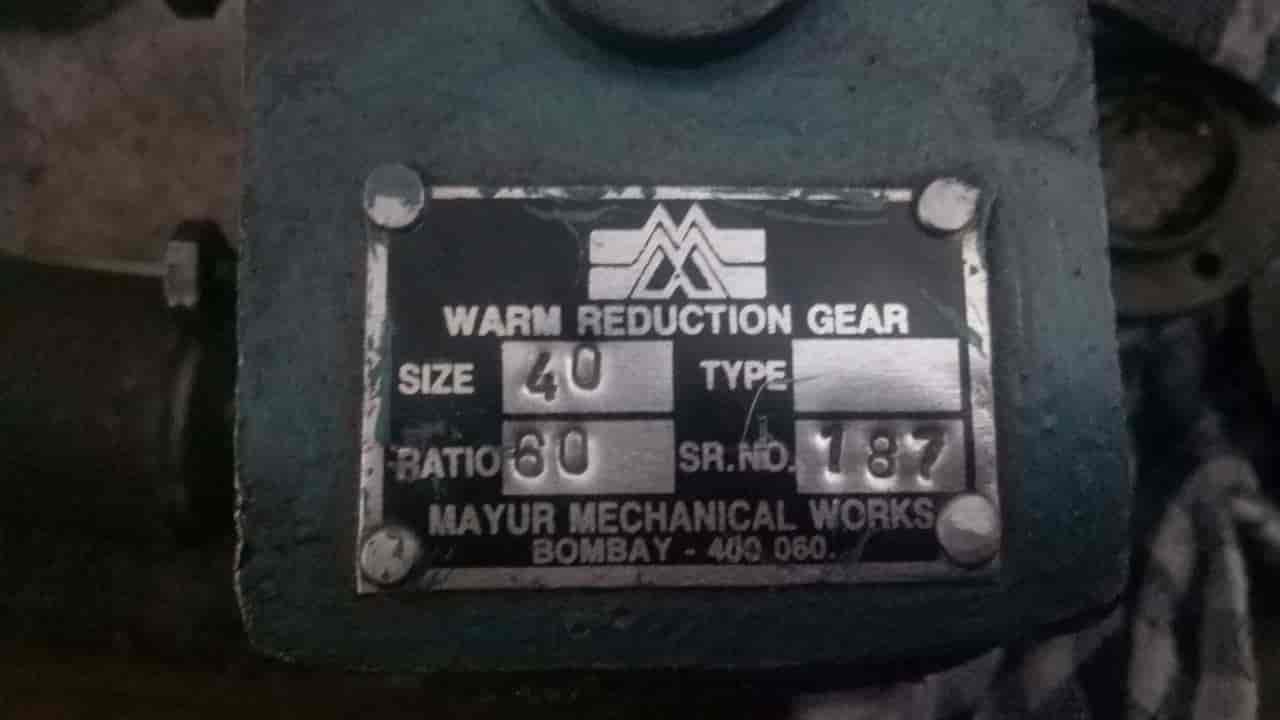 WARM REDUCTION GEAR
SIZE 40 TYPE
RATIO 60 SR.NO. 187
MAYUR MECHANICAL WORKS
BOMBAY - 400 060.